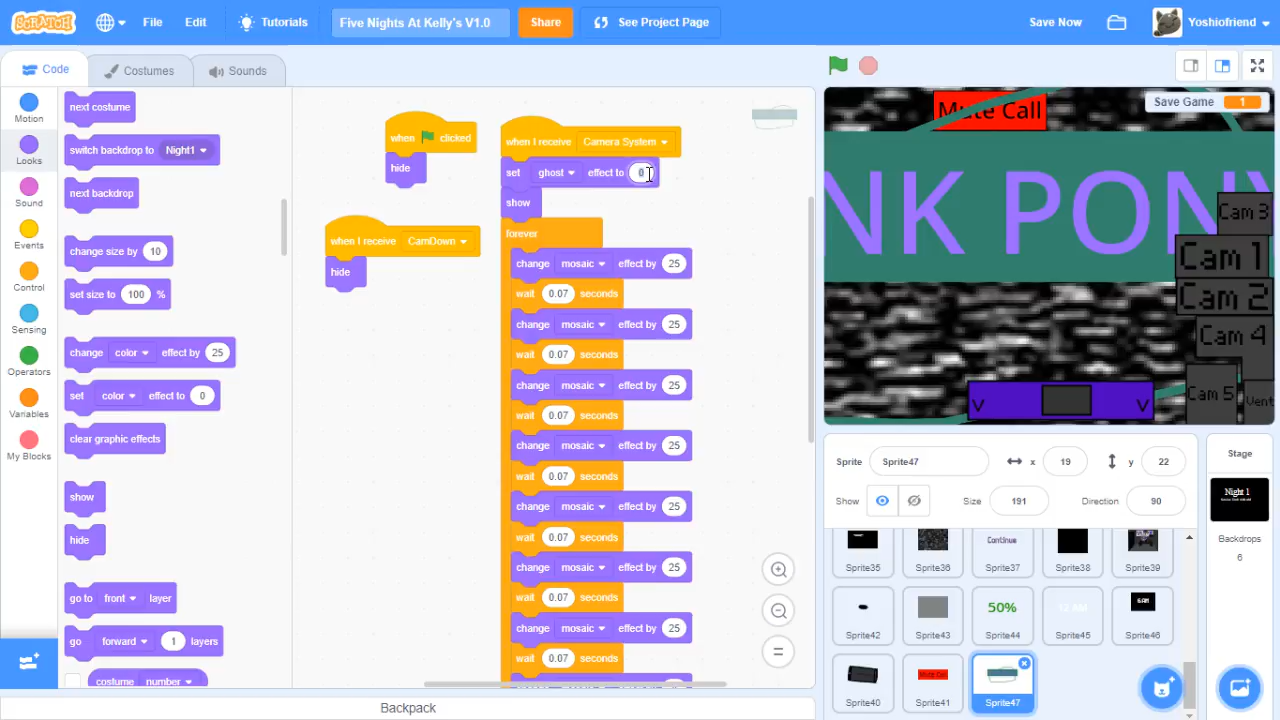 SCRATCH File Edit Tutorials Five Nights At Kelly's V1.0 Share See Project Page Save Now Yoshiofriend
Code Costumes Sounds
Motion
Looks
Sound
Events
Control
Sensing
Operators
Variables
My Blocks
next costume
switch backdrop to Night1
next backdrop
change size by 10
set size to 100 %
change color effect by 25
set color effect to 0
clear graphic effects
show
hide
go to front layer
go forward 1 layers
costume number
when clicked
hide
when I receive CamDown
hide
when I receive Camera System
set ghost effect to 0
show
forever
change mosaic effect by 25
wait 0.07 seconds
change mosaic effect by 25
wait 0.07 seconds
change mosaic effect by 25
wait 0.07 seconds
change mosaic effect by 25
wait 0.07 seconds
change mosaic effect by 25
wait 0.07 seconds
change mosaic effect by 25
wait 0.07 seconds
change mosaic effect by 25
wait 0.07 seconds
Backpack
Mute Call
Save Game 1
NK PONY
Cam 3
Cam 1
Cam 2
Cam 4
Cam 5
Vent
V V
Sprite Sprite47 x 19 y 22
Show Size 191 Direction 90
Continue
Sprite35 Sprite36 Sprite37 Sprite38 Sprite39
50% 12 AM 6 AM
Sprite42 Sprite43 Sprite44 Sprite45 Sprite46
Mute Call
Sprite40 Sprite41 Sprite47
Stage
Night 1
Backdrops
6